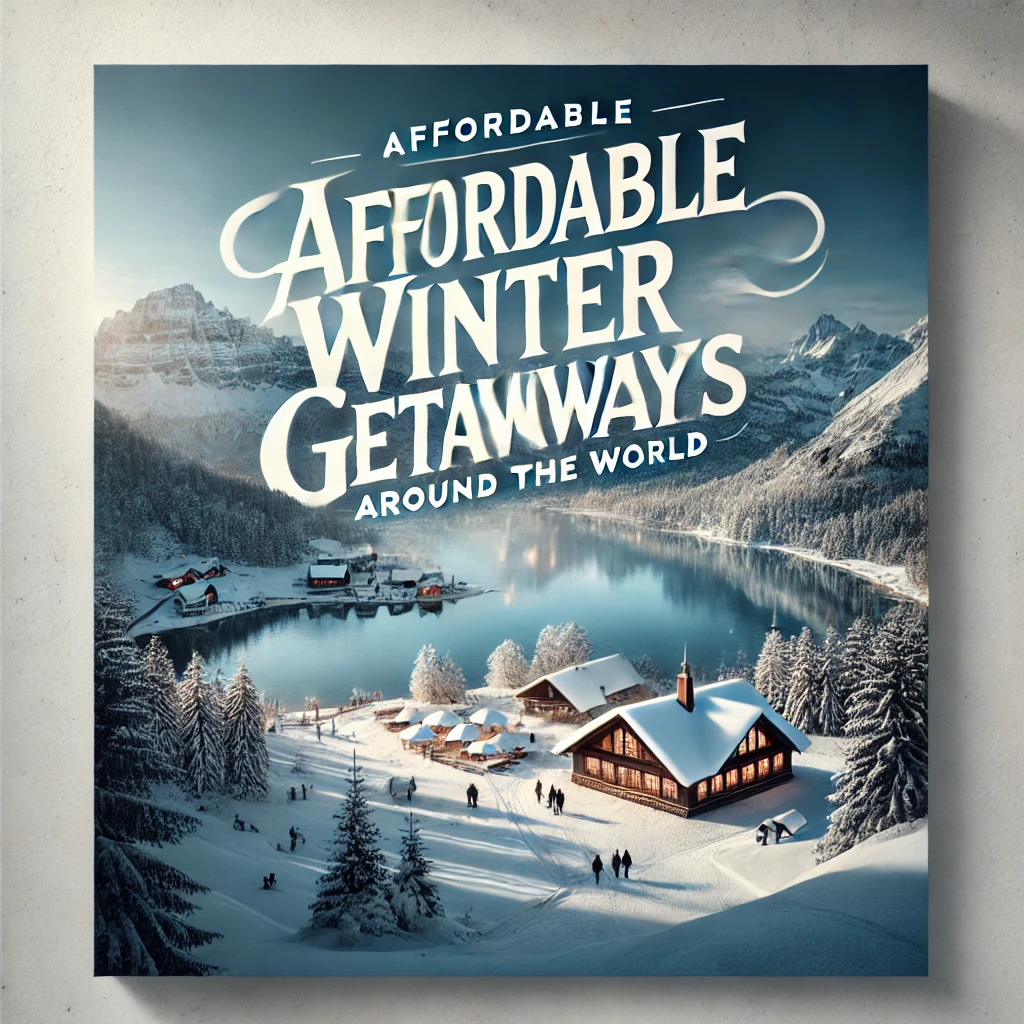 AFFORDABLE
AFFORDABLE
WINTER
GETAWWAYS
AROUND THE WORLD